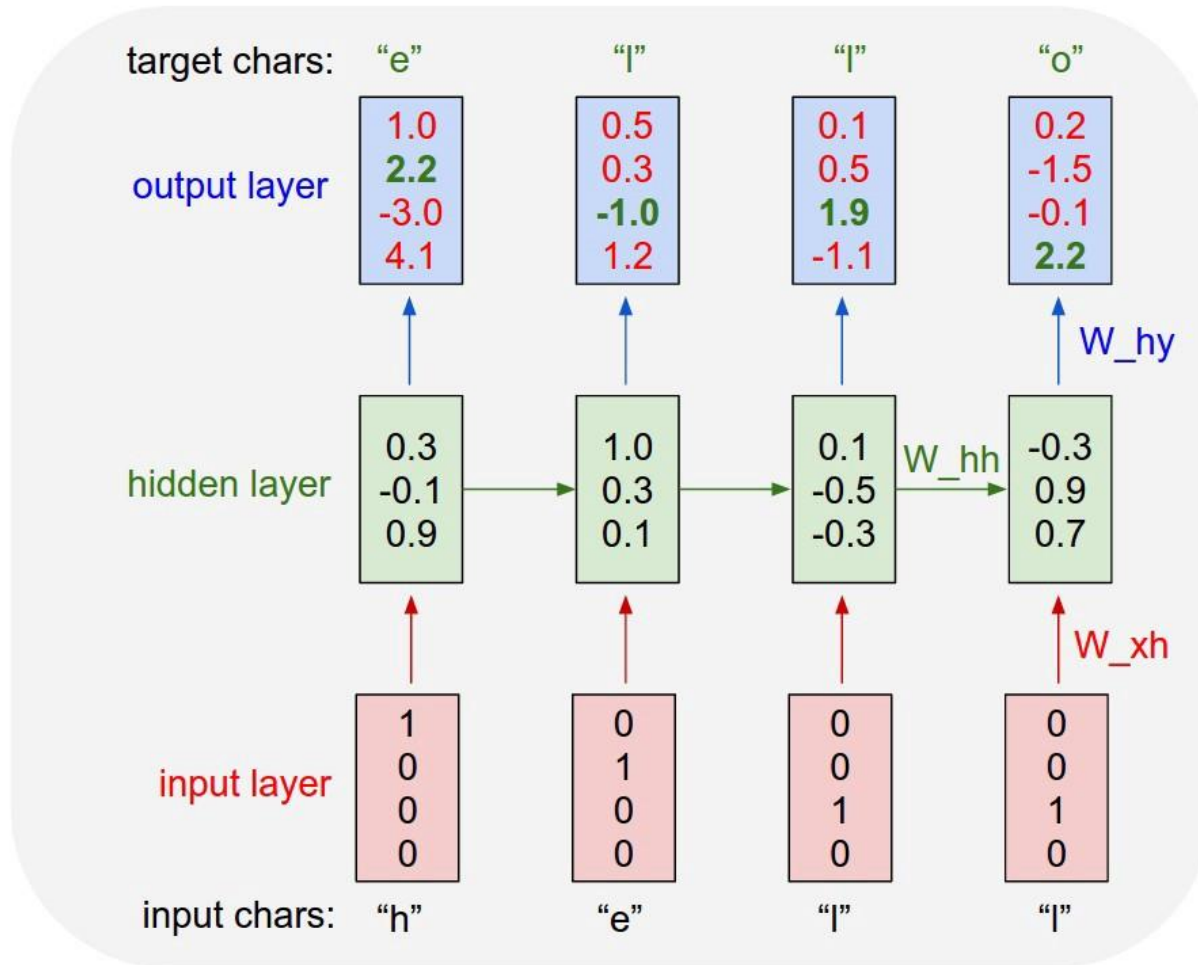 target chars: “e” “l” “l” “o”
1.0 0.5 0.1 0.2
2.2 0.3 0.5 -1.5
output layer
-3.0 -1.0 1.9 -0.1
4.1 1.2 -1.1 2.2
W_hy
0.3 1.0 0.1 -0.3
W_hh
hidden layer
-0.1 0.3 -0.5 0.9
0.9 0.1 -0.3 0.7
W_xh
1 0 0 0
0 1 0 0
input layer
0 0 1 1
0 0 0 0
input chars: “h” “e” “l” “l”